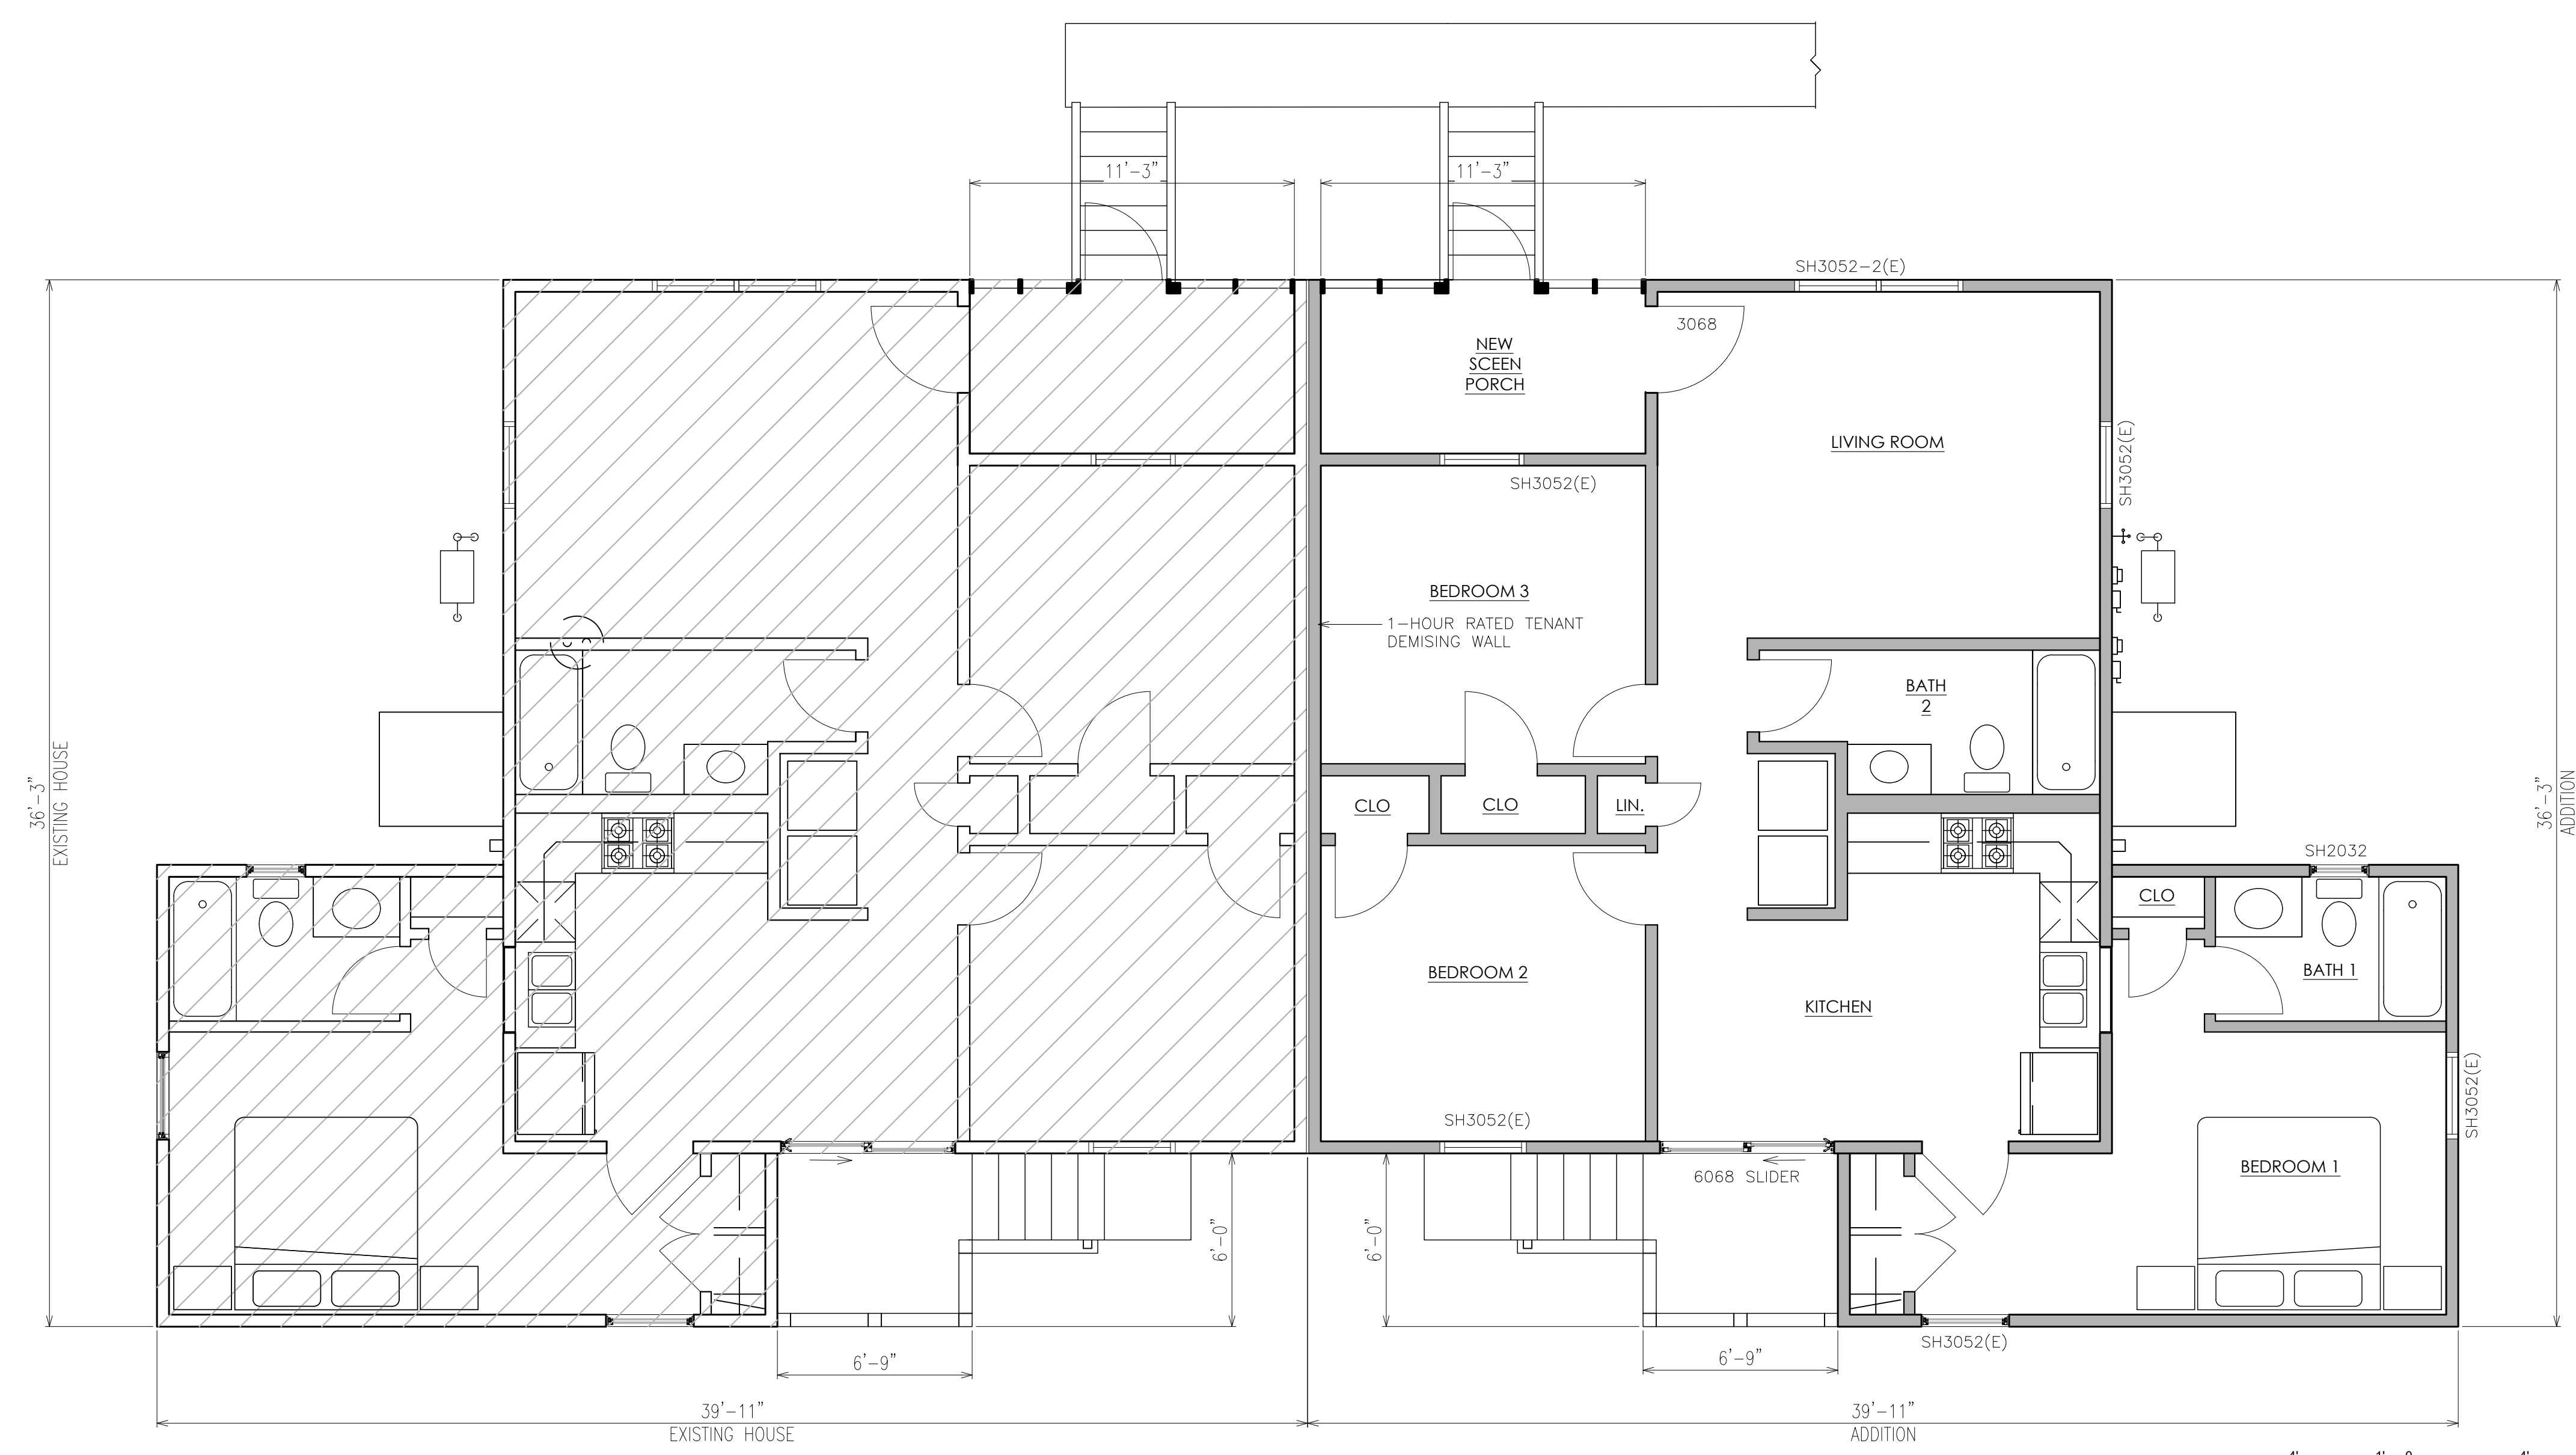 11'-3"
11'-3"
SH3052-2(E)
3068
NEW
SCEEN
PORCH
LIVING ROOM
SH3052(E)
SH3052(E)
BEDROOM 3
1-HOUR RATED TENANT
DEMISING WALL
BATH
2
36'-3"
EXISTING HOUSE
36'-3"
ADDITION
CLO
CLO
LIN.
SH2032
CLO
BEDROOM 2
BATH 1
KITCHEN
SH3052(E)
SH3052(E)
BEDROOM 1
6068 SLIDER
6'-0"
6'-0"
SH3052(E)
6'-9"
6'-9"
39'-11"
EXISTING HOUSE
39'-11"
ADDITION